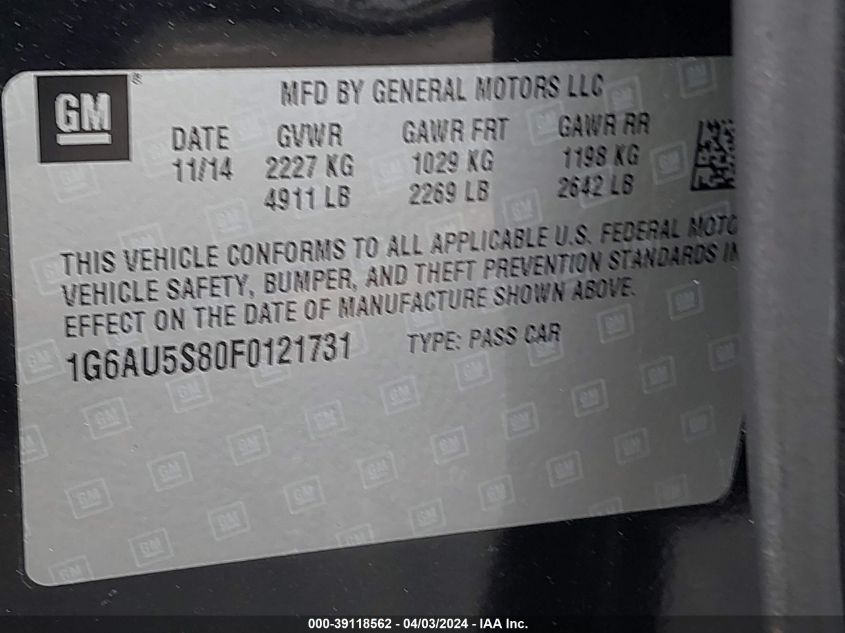 GM ®
MFD BY GENERAL MOTORS LLC
DATE GVWR GAWR FRT GAWR RR
11/14 2227 KG 1029 KG 1198 KG
4911 LB 2269 LB 2642 LB
THIS VEHICLE CONFORMS TO ALL APPLICABLE U.S. FEDERAL MOTO
VEHICLE SAFETY, BUMPER, AND THEFT PREVENTION STANDARDS IN
EFFECT ON THE DATE OF MANUFACTURE SHOWN ABOVE.
1G6AU5S80F0121731 TYPE: PASS CAR
000-39118562 / 04/03/2024 - IAA Inc.